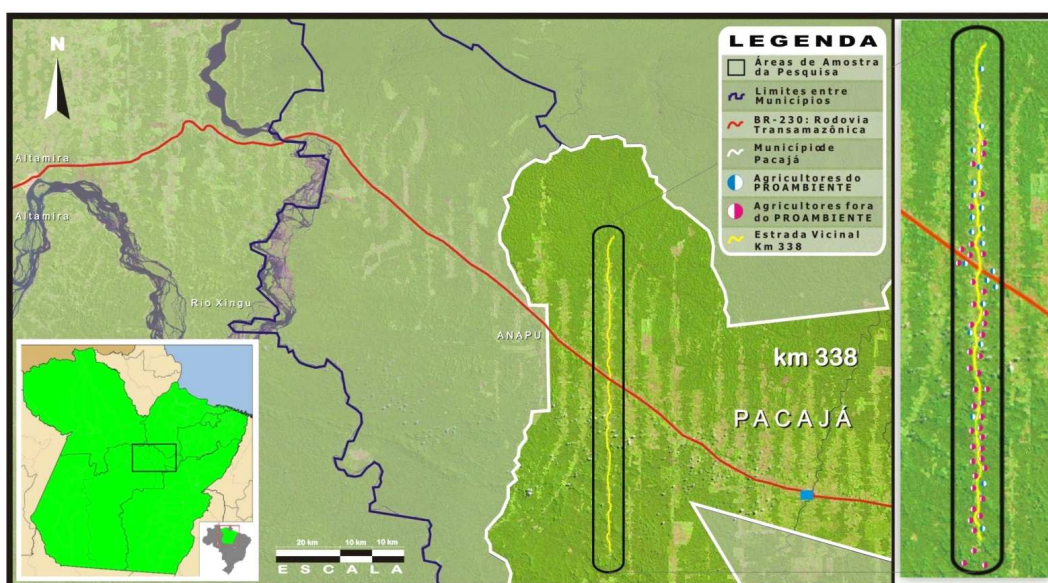 N
Altamira
Altamira
Rio Xingu
ANAPU
km 338
PACAJÁ
LEGENDA
Áreas de Amostra
da Pesquisa
Limites entre
Municípios
BR-230: Rodovia
Transamazônica
Município de
Pacajá
Agricultores do
PROAMBIENTE
Agricultores fora
do PROAMBIENTE
Estrada Vicinal
Km 338
20 km 10 km 10 km
ESCALA